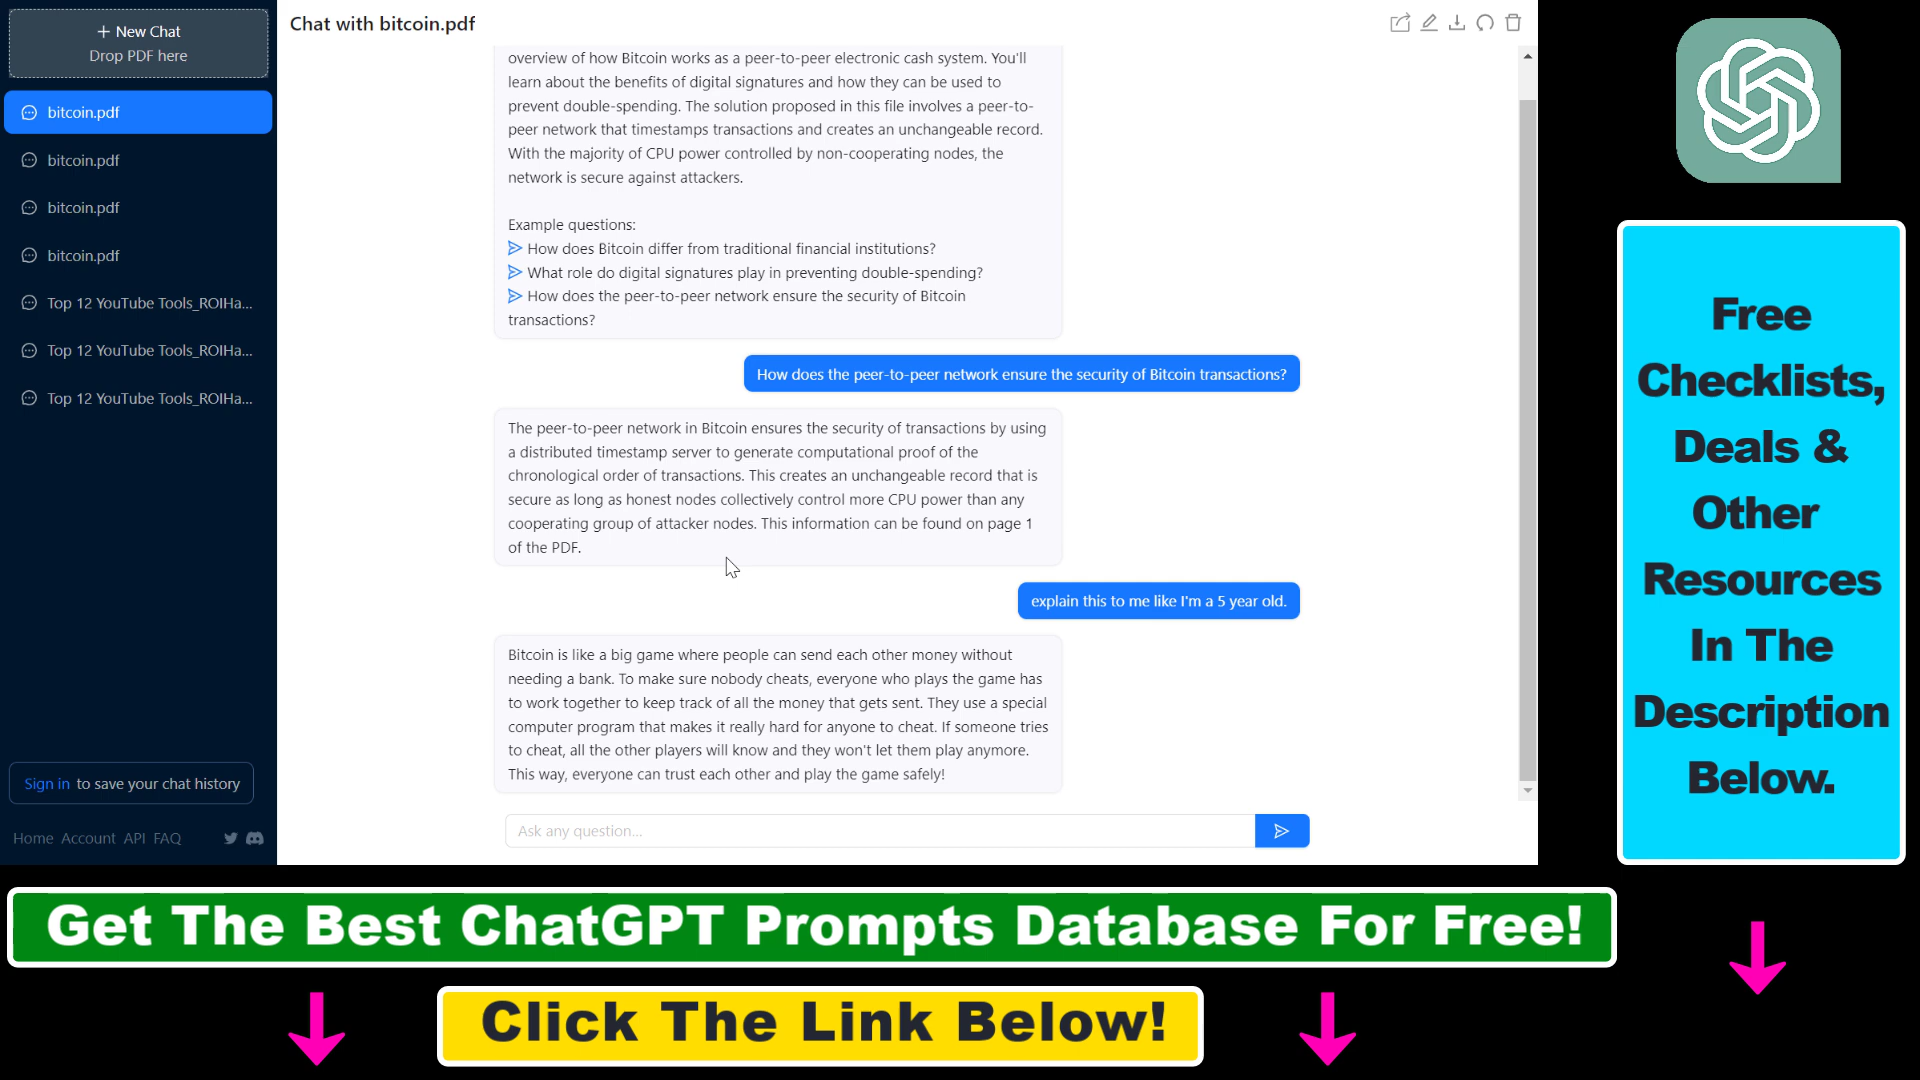 + New Chat
Drop PDF here
bitcoin.pdf
bitcoin.pdf
bitcoin.pdf
bitcoin.pdf
Top 12 YouTube Tools_ROIHa...
Top 12 YouTube Tools_ROIHa...
Top 12 YouTube Tools_ROIHa...
Sign in to save your chat history
Home Account API FAQ
Chat with bitcoin.pdf
overview of how Bitcoin works as a peer-to-peer electronic cash system. You'll
learn about the benefits of digital signatures and how they can be used to
prevent double-spending. The solution proposed in this file involves a peer-to-
peer network that timestamps transactions and creates an unchangeable record.
With the majority of CPU power controlled by non-cooperating nodes, the
network is secure against attackers.
Example questions:
How does Bitcoin differ from traditional financial institutions?
What role do digital signatures play in preventing double-spending?
How does the peer-to-peer network ensure the security of Bitcoin
transactions?
How does the peer-to-peer network ensure the security of Bitcoin transactions?
The peer-to-peer network in Bitcoin ensures the security of transactions by using
a distributed timestamp server to generate computational proof of the
chronological order of transactions. This creates an unchangeable record that is
secure as long as honest nodes collectively control more CPU power than any
cooperating group of attacker nodes. This information can be found on page 1
of the PDF.
explain this to me like I'm a 5 year old.
Bitcoin is like a big game where people can send each other money without
needing a bank. To make sure nobody cheats, everyone who plays the game has
to work together to keep track of all the money that gets sent. They use a special
computer program that makes it really hard for anyone to cheat. If someone tries
to cheat, all the other players will know and they won't let them play anymore.
This way, everyone can trust each other and play the game safely!
Ask any question...
Free
Checklists,
Deals &
Other
Resources
In The
Description
Below.
Get The Best ChatGPT Prompts Database For Free!
Click The Link Below!